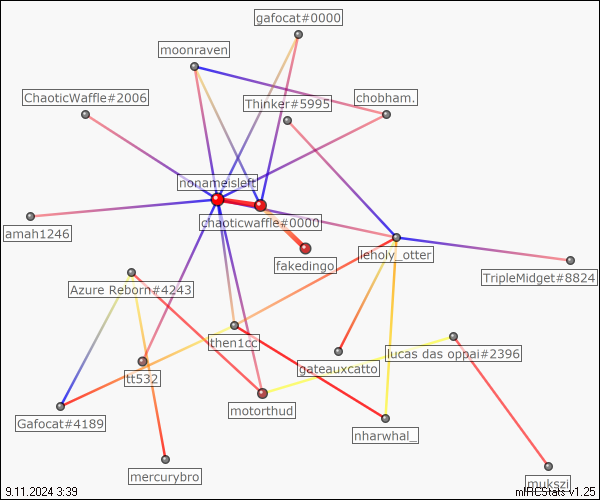 gafocat#0000
moonraven
ChaoticWaffle#2006
Thinker#5995
chobham.
nonameisleft
chaoticwaffle#0000
amah1246
leholy_otter
fakedingo
TripleMidget#8824
Azure Reborn#4243
then1cc
lucas das oppai#2396
gateauxcatto
tt532
motorthud
Gafocat#4189
nharwhal_
mercurybro
mukszi
9.11.2024 3:39
mIRCStats v1.25